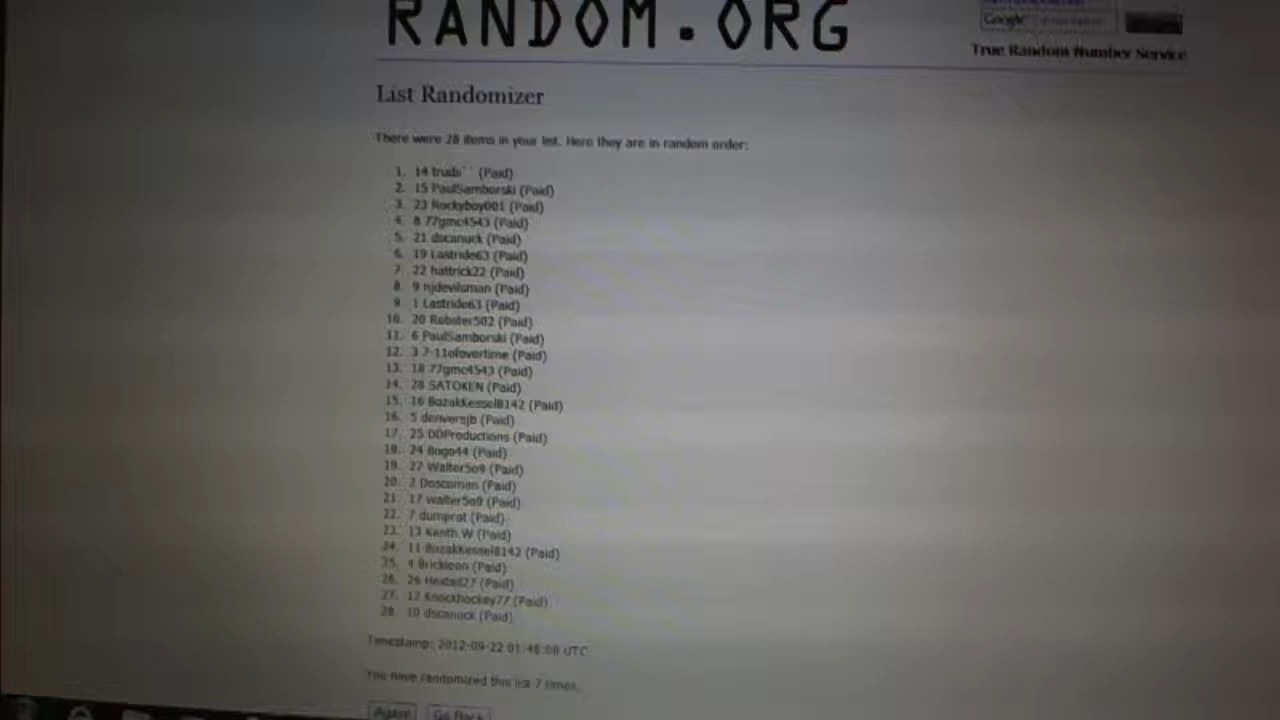 RANDOM.ORG
Google
True Random Number Service
List Randomizer
There were 28 items in your list. Here they are in random order:
1. 14 truds`` (Paid)
2. 15 PaulSamborski (Paid)
3. 23 Rockyboy001 (Paid)
4. 8 77gmc4543 (Paid)
5. 21 dscanuck (Paid)
6. 19 Lastride63 (Paid)
7. 22 hattrick22 (Paid)
8. 9 njdevilsman (Paid)
9. 1 Lastride63 (Paid)
10. 20 Robster502 (Paid)
11. 6 PaulSamborski (Paid)
12. 3 7-11ofovertime (Paid)
13. 18 77gmc4543 (Paid)
14. 28 SATOKEN (Paid)
15. 16 BozakKessel8142 (Paid)
16. 5 denversjb (Paid)
17. 25 DDProductions (Paid)
18. 24 Bogo44 (Paid)
19. 27 Walter5o9 (Paid)
20. 2 Doscoman (Paid)
21. 17 walter5o9 (Paid)
22. 7 dumprat (Paid)
23. 13 Kenth.W (Paid)
24. 11 BozakKessel8142 (Paid)
25. 4 Brickleon (Paid)
26. 26 Hextall27 (Paid)
27. 12 Knockhockey77 (Paid)
28. 10 dscanuck (Paid)
Timestamp: 2012-09-22 01:48:08 UTC
You have randomized this list 7 times.
Again! Go Back